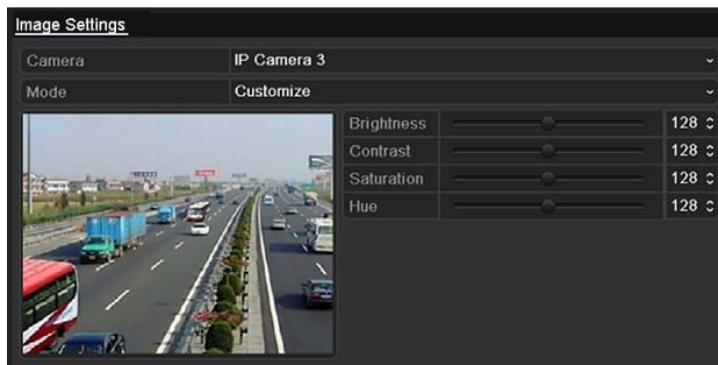 Image Settings
Camera IP Camera 3
Mode Customize
Brightness 128
Contrast 128
Saturation 128
Hue 128